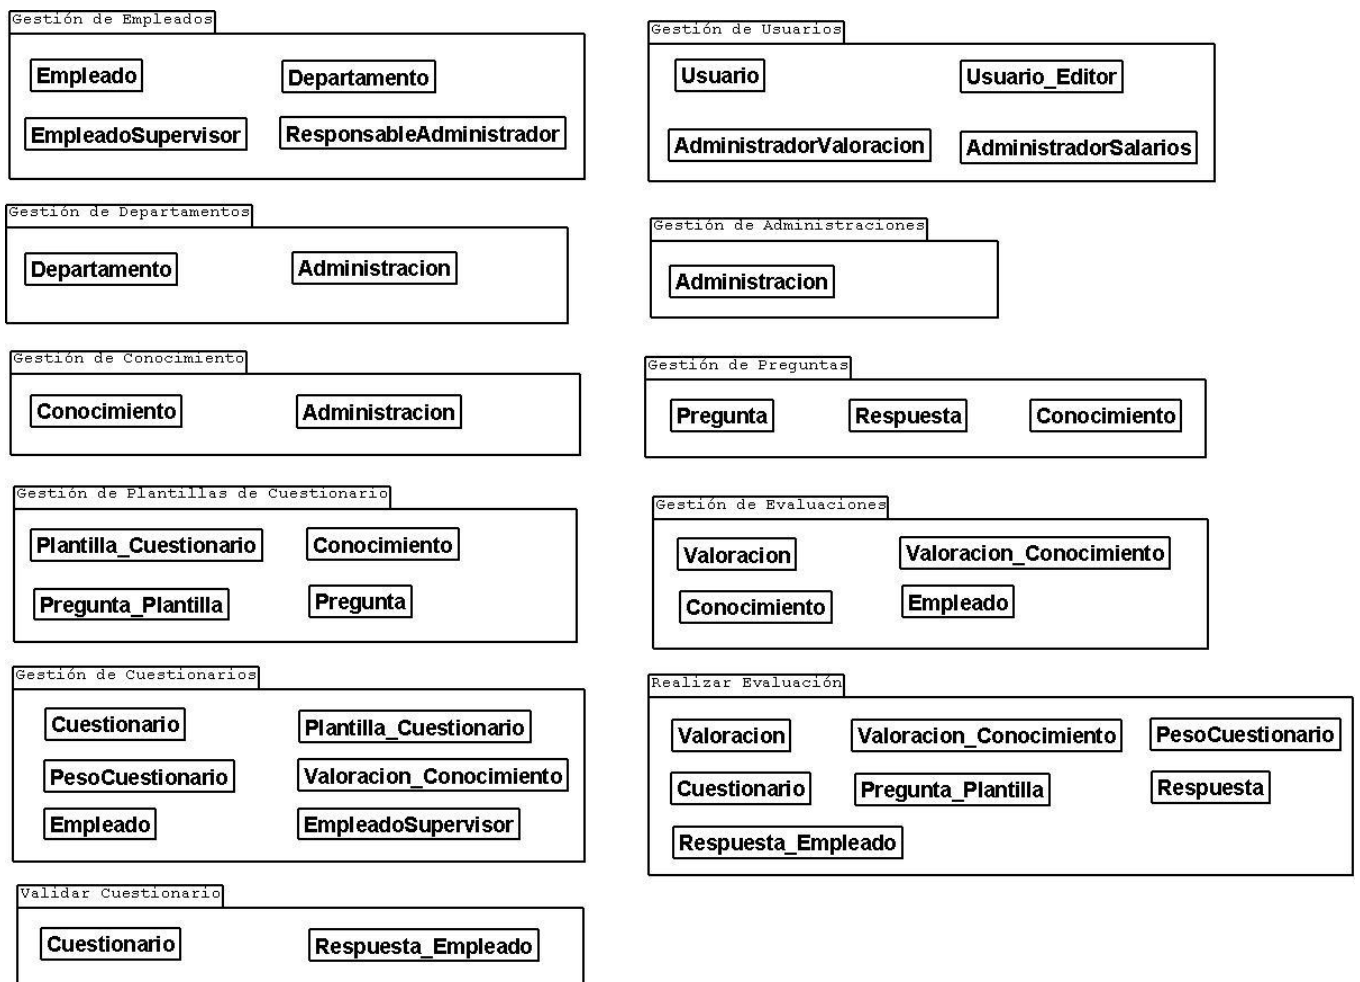 Gestión de Empleados
Empleado
Departamento
EmpleadoSupervisor
ResponsableAdministrador
Gestión de Usuarios
Usuario
Usuario_Editor
AdministradorValoracion
AdministradorSalarios
Gestión de Departamentos
Departamento
Administracion
Gestión de Administraciones
Administracion
Gestión de Conocimiento
Conocimiento
Administracion
Gestión de Preguntas
Pregunta
Respuesta
Conocimiento
Gestión de Plantillas de Cuestionario
Plantilla_Cuestionario
Conocimiento
Pregunta_Plantilla
Pregunta
Gestión de Evaluaciones
Valoracion
Valoracion_Conocimiento
Conocimiento
Empleado
Gestión de Cuestionarios
Cuestionario
Plantilla_Cuestionario
PesoCuestionario
Valoracion_Conocimiento
Empleado
EmpleadoSupervisor
Realizar Evaluación
Valoracion
Valoracion_Conocimiento
PesoCuestionario
Cuestionario
Pregunta_Plantilla
Respuesta
Respuesta_Empleado
Validar Cuestionario
Cuestionario
Respuesta_Empleado